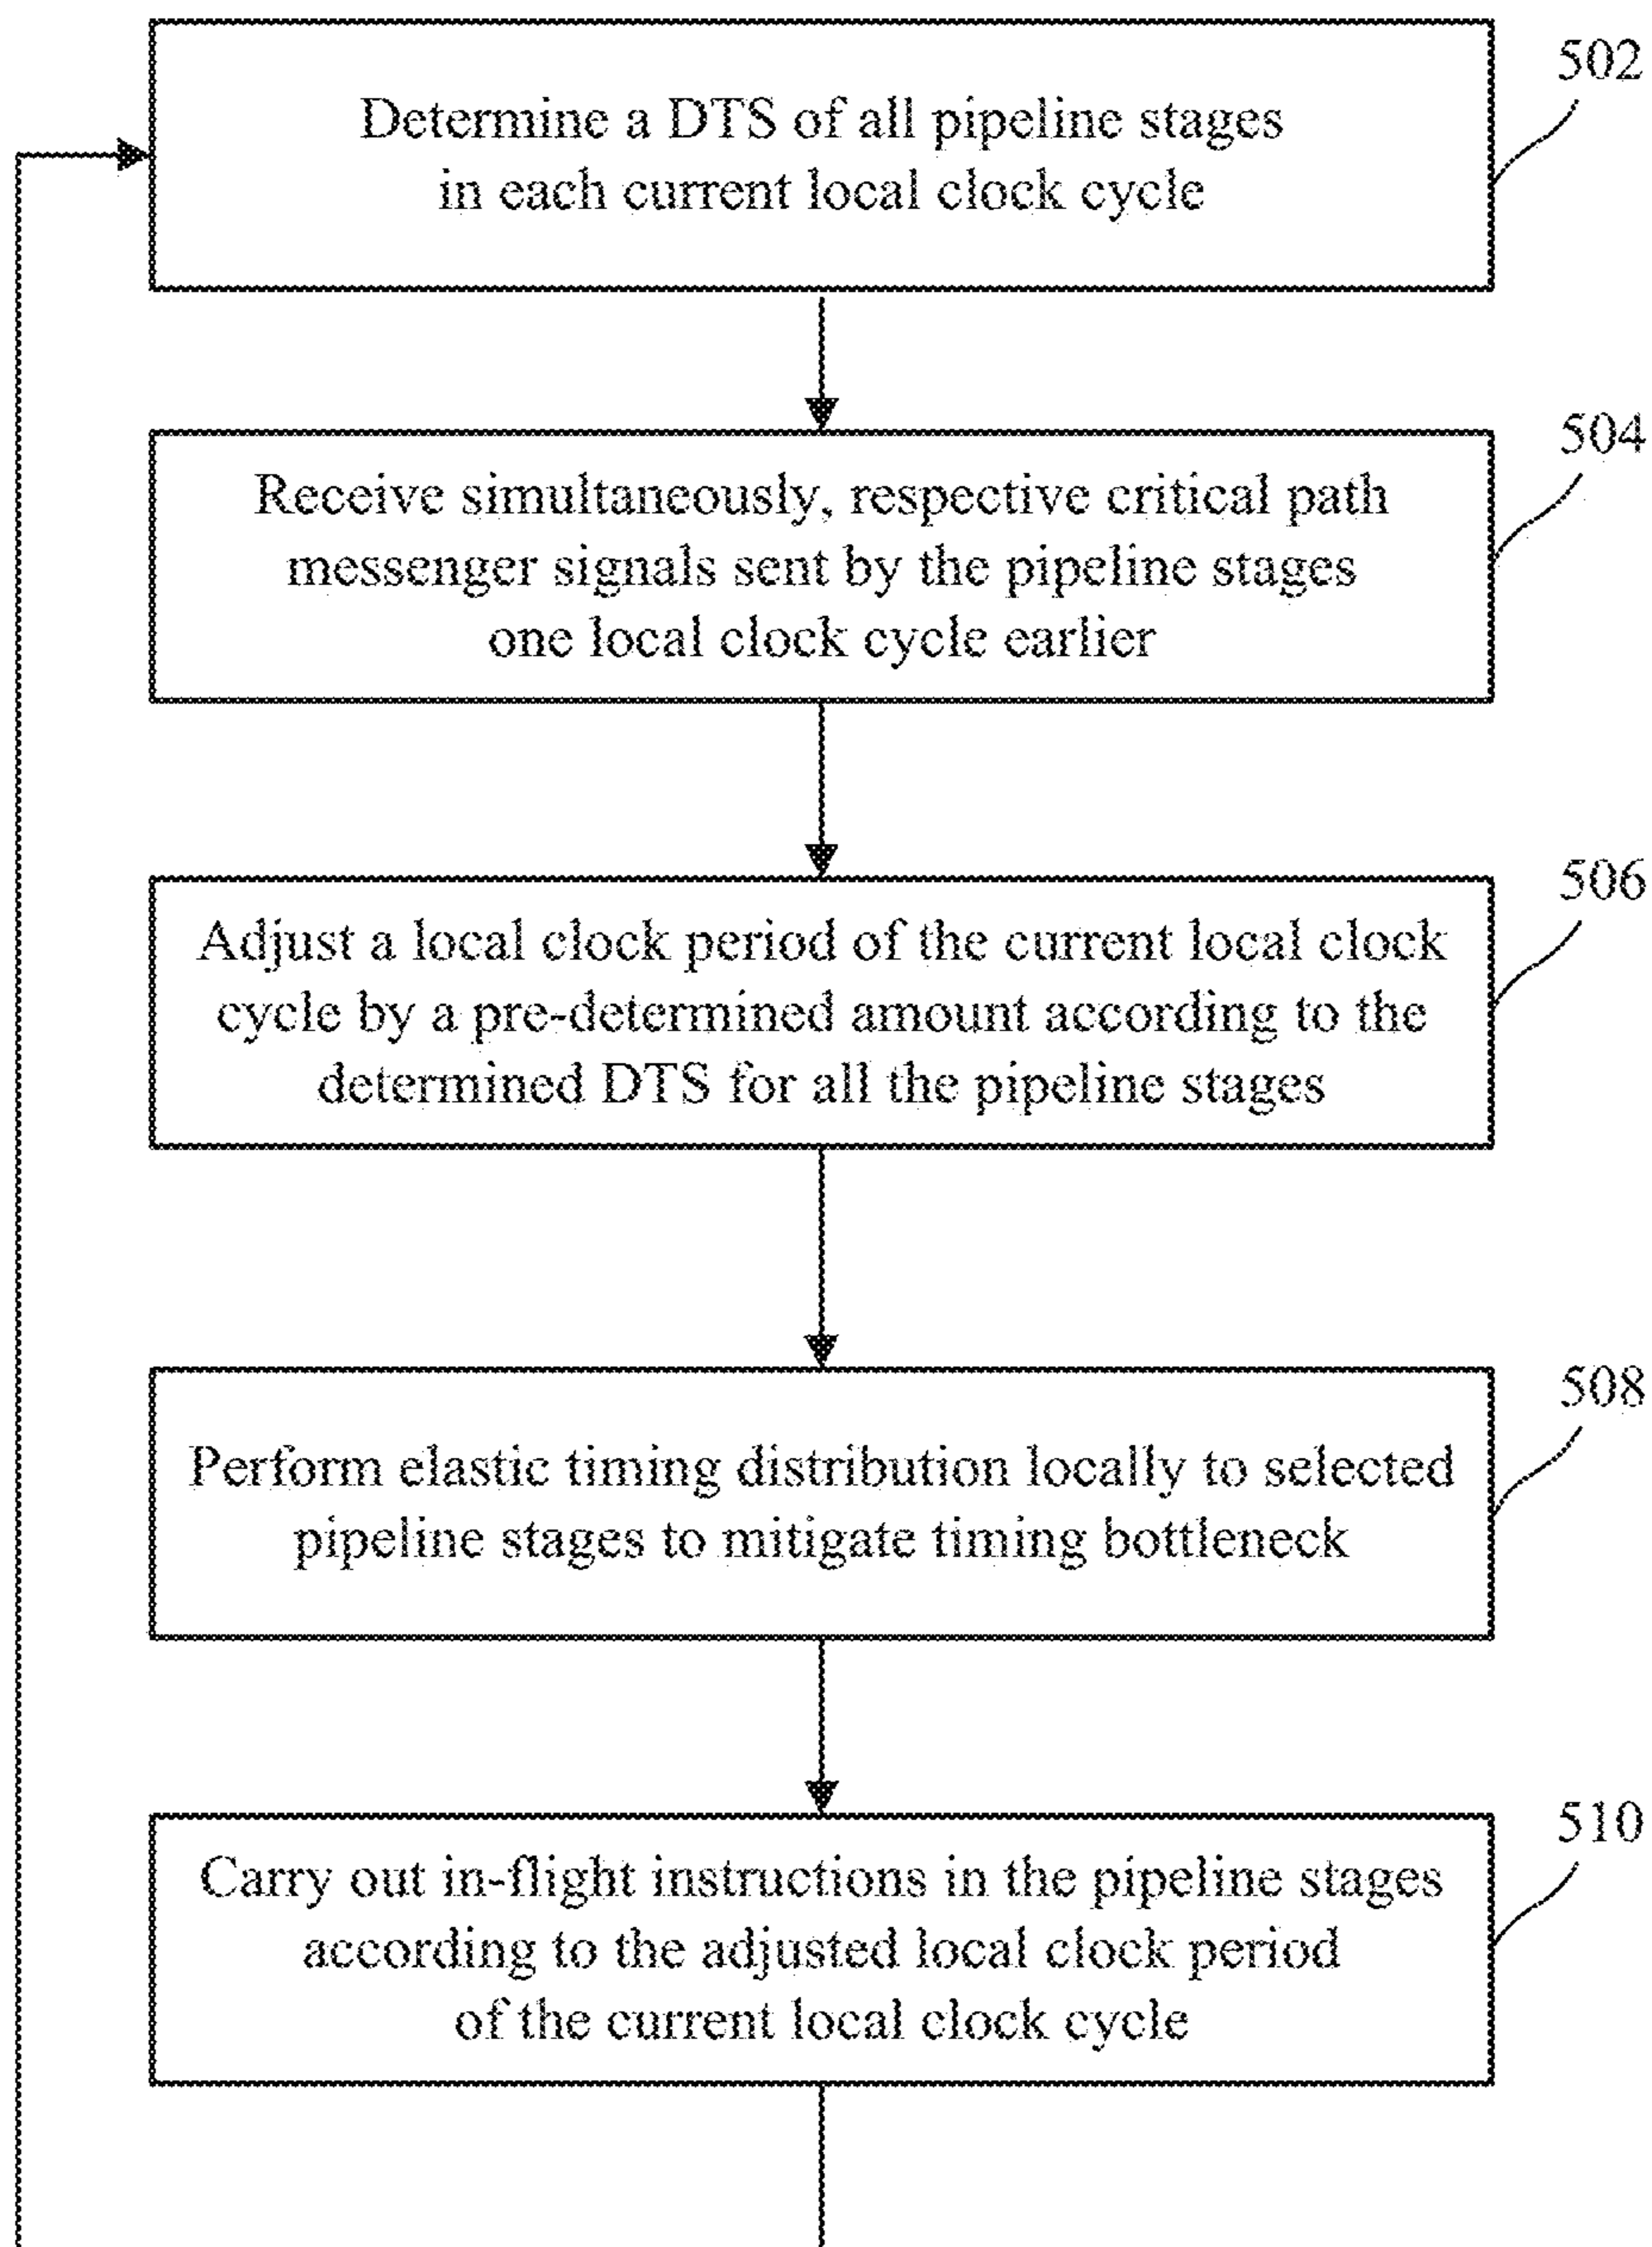 502
Determine a DTS of all pipeline stages
in each current local clock cycle
504
Receive simultaneously, respective critical path
messenger signals sent by the pipeline stages
one local clock cycle earlier
506
Adjust a local clock period of the current local clock
cycle by a pre-determined amount according to the
determined DTS for all the pipeline stages
508
Perform elastic timing distribution locally to selected
pipeline stages to mitigate timing bottleneck
510
Carry out in-flight instructions in the pipeline stages
according to the adjusted local clock period
of the current local clock cycle